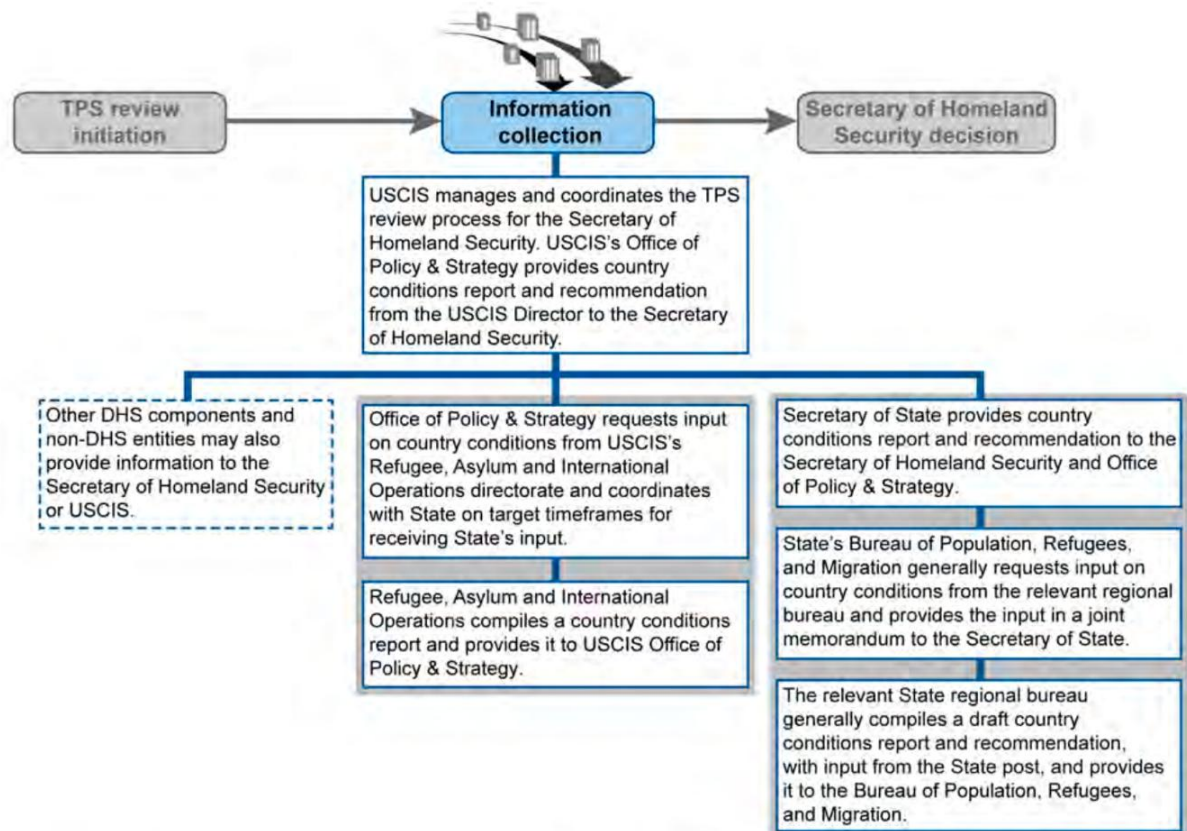 TPS review
initiation
Information
collection
Secretary of Homeland
Security decision
USCIS manages and coordinates the TPS
review process for the Secretary of
Homeland Security. USCIS's Office of
Policy & Strategy provides country
conditions report and recommendation
from the USCIS Director to the Secretary
of Homeland Security.
Other DHS components and
non-DHS entities may also
provide information to the
Secretary of Homeland Security
or USCIS.
Office of Policy & Strategy requests input
on country conditions from USCIS's
Refugee, Asylum and International
Operations directorate and coordinates
with State on target timeframes for
receiving State's input.
Refugee, Asylum and International
Operations compiles a country conditions
report and provides it to USCIS Office of
Policy & Strategy.
Secretary of State provides country
conditions report and recommendation to the
Secretary of Homeland Security and Office
of Policy & Strategy.
State's Bureau of Population, Refugees,
and Migration generally requests input on
country conditions from the relevant regional
bureau and provides the input in a joint
memorandum to the Secretary of State.
The relevant State regional bureau
generally compiles a draft country
conditions report and recommendation,
with input from the State post, and provides
it to the Bureau of Population, Refugees,
and Migration.